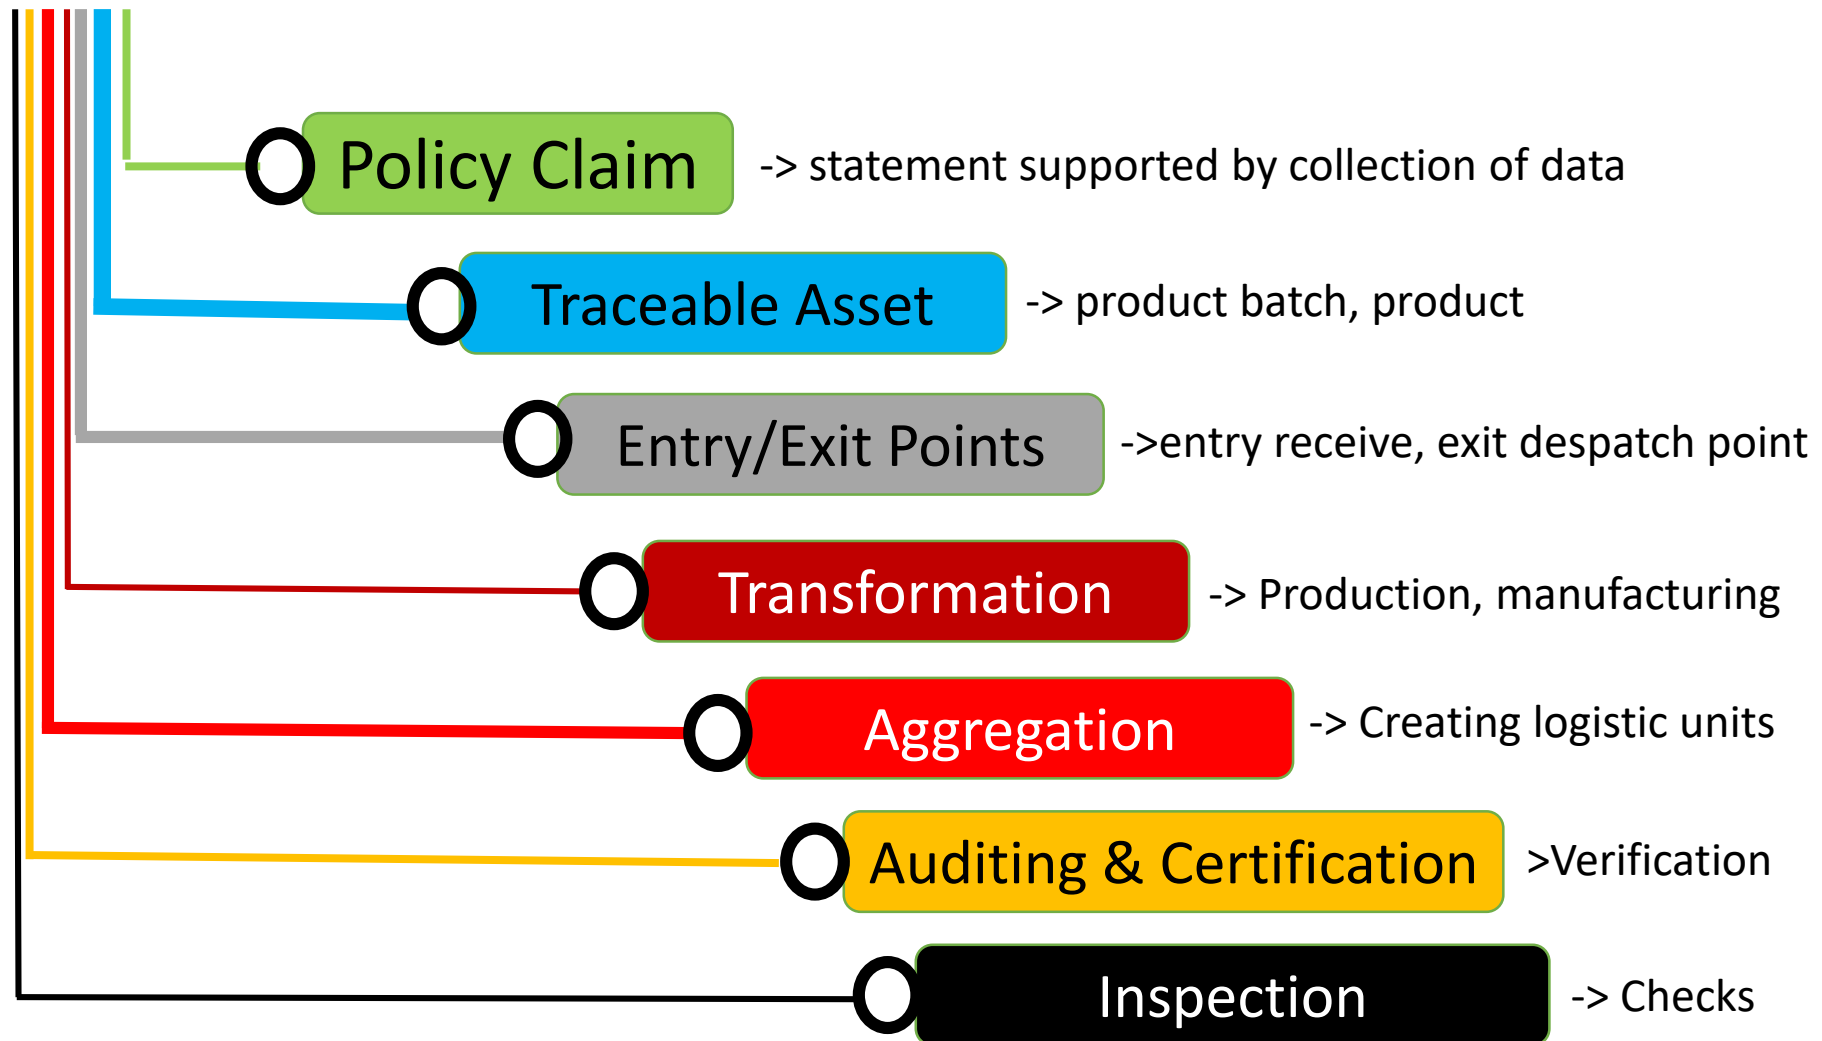 Policy Claim -> statement supported by collection of data
Traceable Asset -> product batch, product
Entry/Exit Points ->entry receive, exit despatch point
Transformation -> Production, manufacturing
Aggregation -> Creating logistic units
Auditing & Certification >Verification
Inspection -> Checks